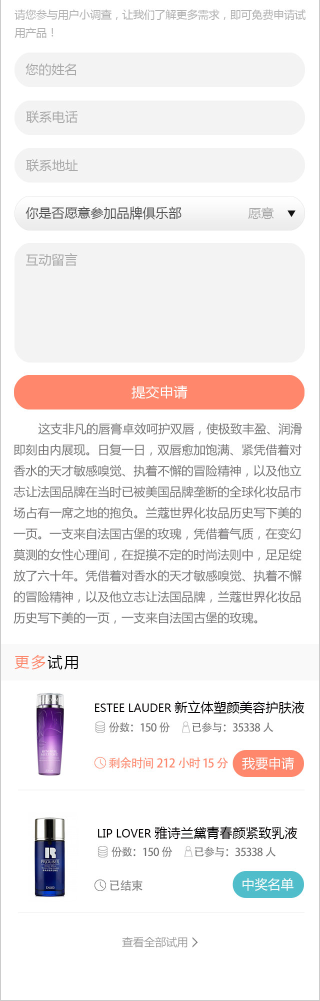 请您参与用户小调查，让我们了解更多需求，即可免费申请试
用产品！
您的姓名
联系电话
联系地址
你是否愿意参加品牌俱乐部 愿意
互动留言
提交申请
这支非凡的唇膏卓效呵护双唇，使极致丰盈、润滑
即刻由内展现。日复一日，双唇愈加饱满、紧凭借着对
香水的天才敏感嗅觉、执着不懈的冒险精神，以及他立
志让法国品牌在当时已被美国品牌垄断的全球化妆品市
场占有一席之地的抱负。兰蔻世界化妆品历史写下美的
一页。一支来自法国古堡的玫瑰，凭借着气质，在变幻
莫测的女性心理间，在捉摸不定的时尚法则中，足足绽
放了六十年。凭借着对香水的天才敏感嗅觉、执着不懈
的冒险精神，以及他立志让法国品牌，兰蔻世界化妆品
历史写下美的一页，一支来自法国古堡的玫瑰。
更多试用
ESTEE LAUDER 新立体塑颜美容护肤液
份数：150 份 已参与：35338 人
剩余时间 212 小时 15 分 我要申请
LIP LOVER 雅诗兰黛青春颜紧致乳液
份数：150 份 已参与：35338 人
已结束 中奖名单
查看全部试用